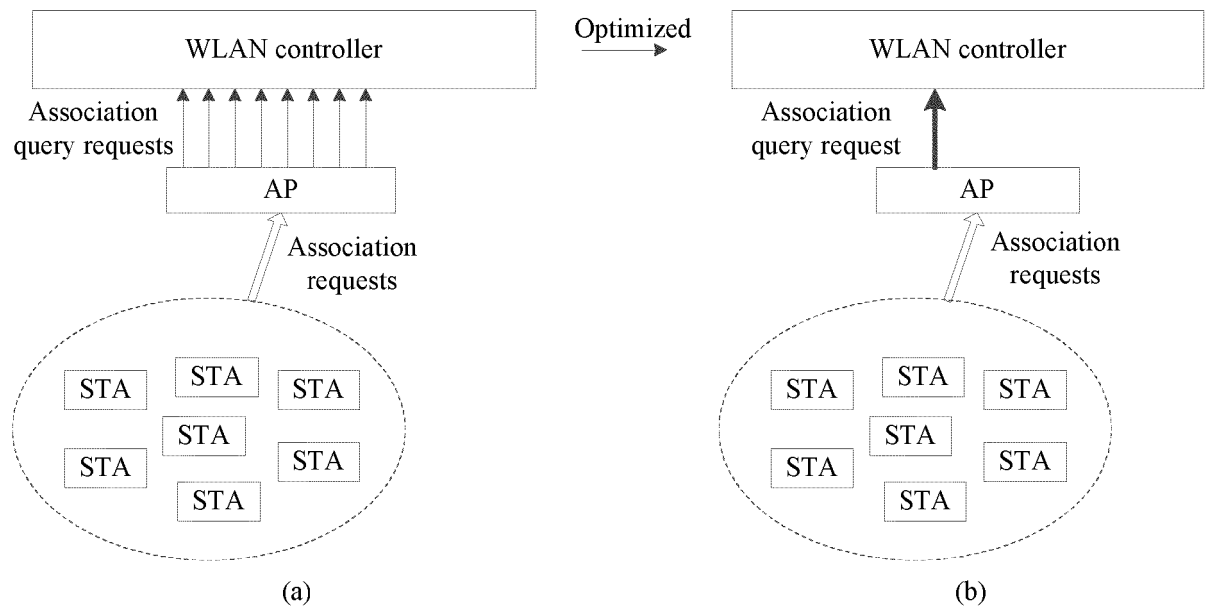 WLAN controller
Association
query requests
AP
Association
requests
STA
STA
STA
STA
STA
STA
STA
(a)
Optimized
WLAN controller
Association
query request
AP
Association
requests
STA
STA
STA
STA
STA
STA
STA
(b)